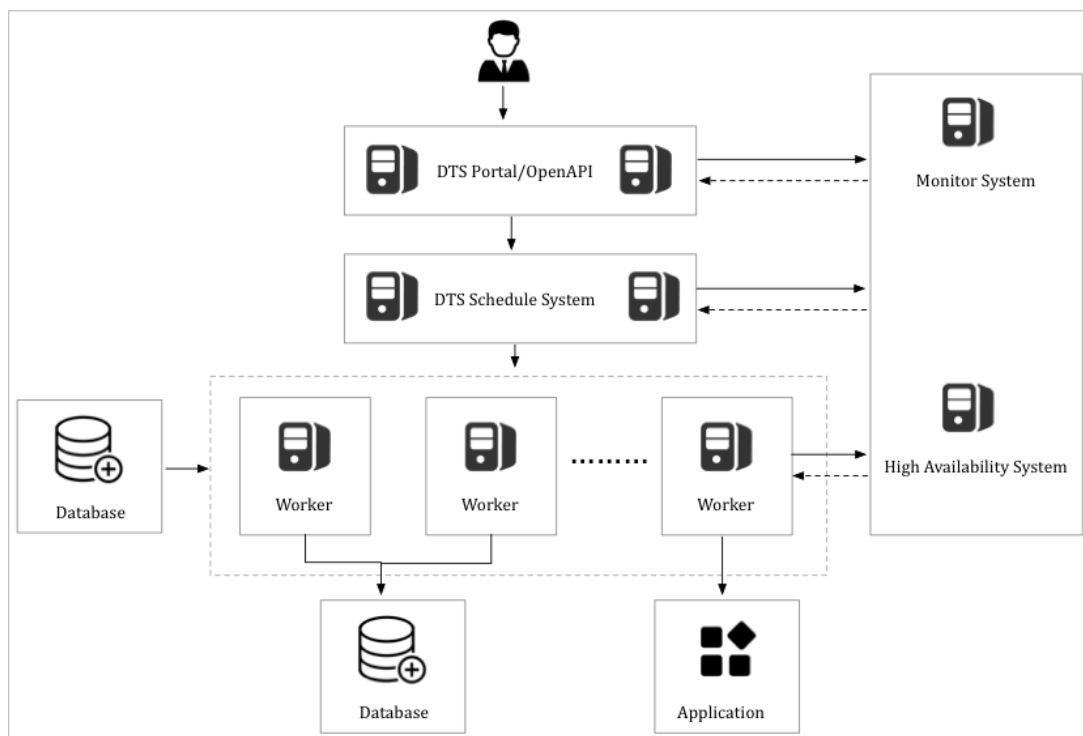 DTS Portal/OpenAPI
Monitor System
DTS Schedule System
Database
Worker
Worker
.........
Worker
High Availability System
Database
Application